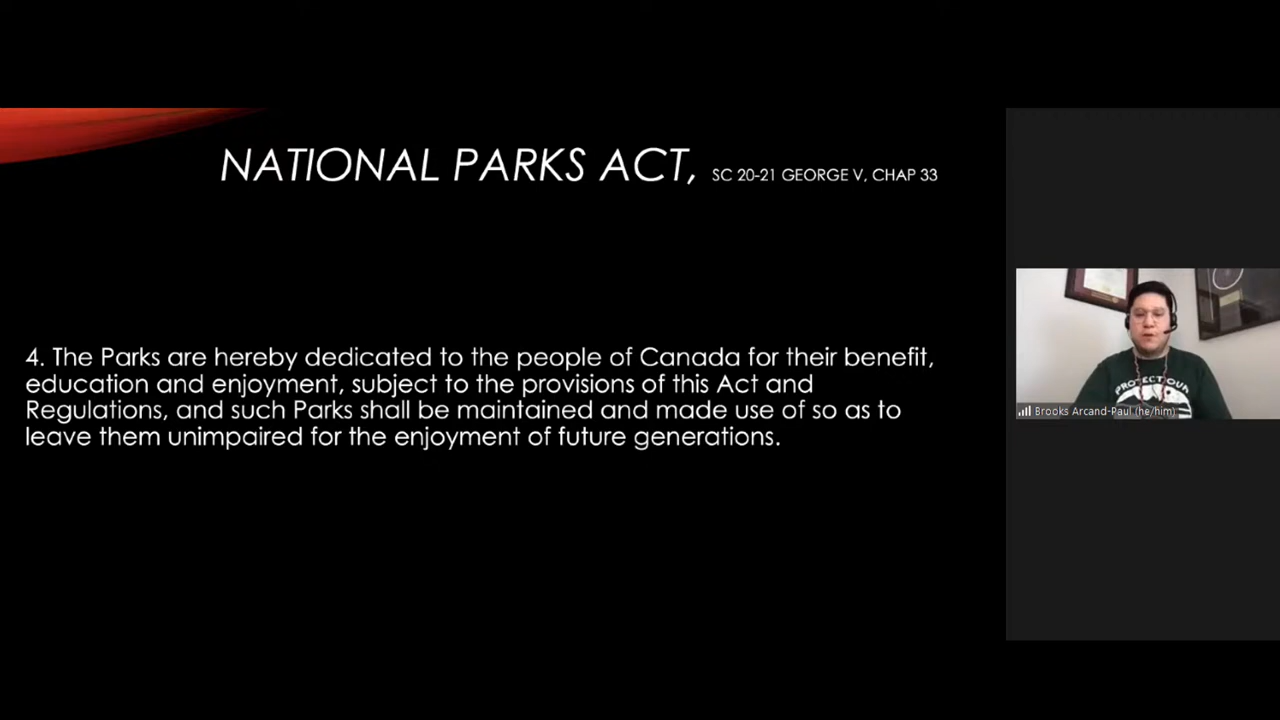 NATIONAL PARKS ACT, SC 20-21 GEORGE V, CHAP 33
4. The Parks are hereby dedicated to the people of Canada for their benefit,
education and enjoyment, subject to the provisions of this Act and
Regulations, and such Parks shall be maintained and made use of so as to
leave them unimpaired for the enjoyment of future generations.
PROTECT OUR
Brooks Arcand-Paul (he/him)